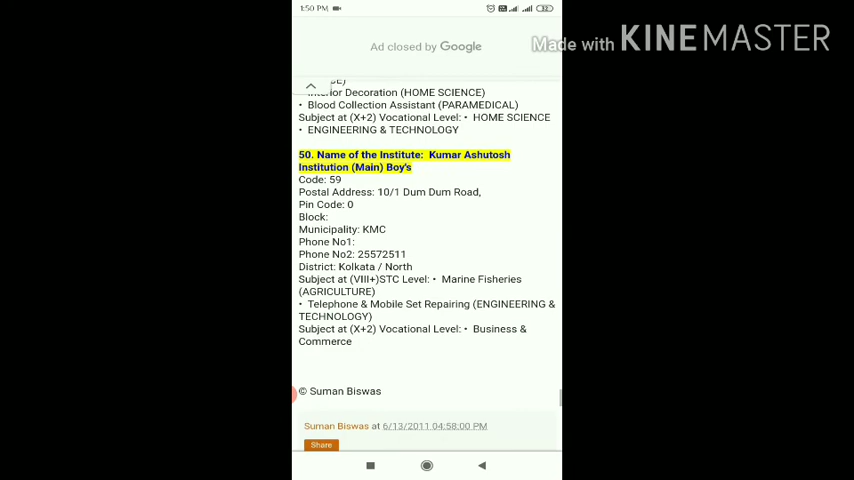 1:50 PM
32
Ad closed by Google
Made with KINEMASTER
Interior Decoration (HOME SCIENCE)
• Blood Collection Assistant (PARAMEDICAL)
Subject at (X+2) Vocational Level: • HOME SCIENCE
• ENGINEERING & TECHNOLOGY
50. Name of the Institute: Kumar Ashutosh
Institution (Main) Boy's
Code: 59
Postal Address: 10/1 Dum Dum Road,
Pin Code: 0
Block:
Municipality: KMC
Phone No1:
Phone No2: 25572511
District: Kolkata / North
Subject at (VIII+)STC Level: • Marine Fisheries
(AGRICULTURE)
• Telephone & Mobile Set Repairing (ENGINEERING &
TECHNOLOGY)
Subject at (X+2) Vocational Level: • Business &
Commerce
© Suman Biswas
Suman Biswas at 6/13/2011 04:58:00 PM
Share